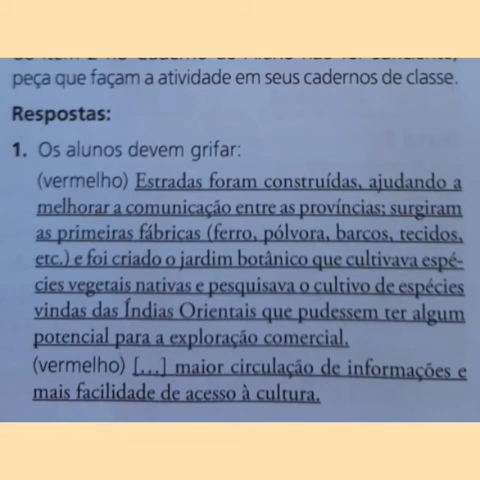 peça que façam a atividade em seus cadernos de classe.
Respostas:
1. Os alunos devem grifar:
(vermelho) Estradas foram construídas, ajudando a
melhorar a comunicação entre as províncias; surgiram
as primeiras fábricas (ferro, pólvora, barcos, tecidos,
etc.) e foi criado o jardim botânico que cultivava espé-
cies vegetais nativas e pesquisava o cultivo de espécies
vindas das Índias Orientais que pudessem ter algum
potencial para a exploração comercial.
(vermelho) [...] maior circulação de informações e
mais facilidade de acesso à cultura.